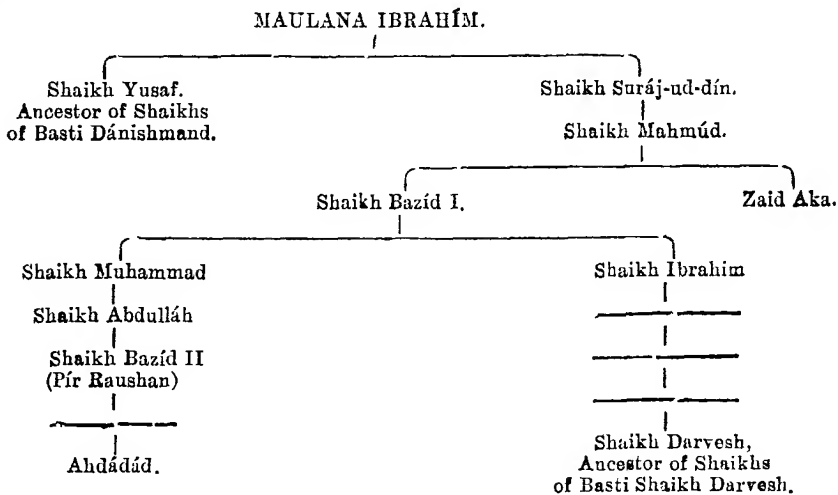 MAULANA IBRAHÍM.
Shaikh Yusaf.
Ancestor of Shaikhs
of Basti Dánishmand.
Shaikh Suráj-ud-dín.
Shaikh Mahmúd.
Shaikh Bazíd I.
Zaid Aka.
Shaikh Muhammad
Shaikh Ibrahim
Shaikh Abdulláh
Shaikh Bazíd II
(Pír Raushan)
Ahdádád.
Shaikh Darvesh,
Ancestor of Shaikhs
of Basti Shaikh Darvesh.